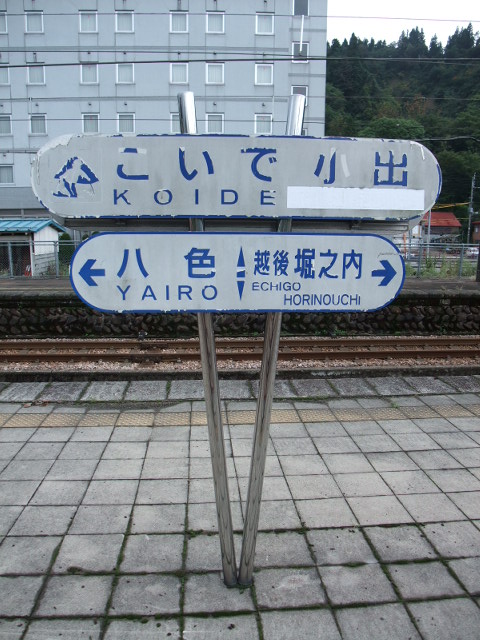 こいで 小出
KOIDE
← 八色 越後堀之内 →
YAIRO ECHIGO
HORINOUCHI